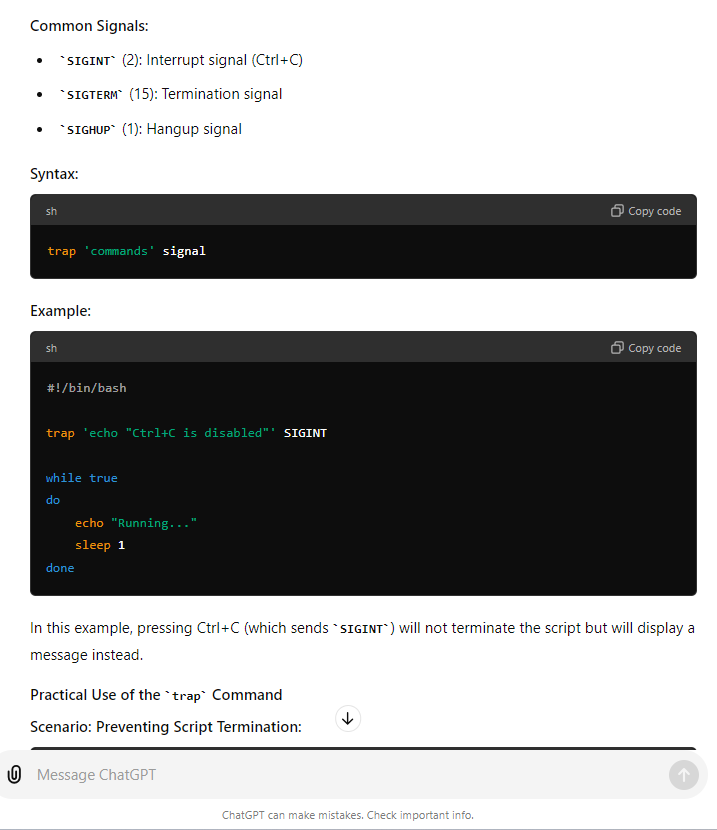 Common Signals:
• `SIGINT` (2): Interrupt signal (Ctrl+C)
• `SIGTERM` (15): Termination signal
• `SIGHUP` (1): Hangup signal
Syntax:
sh
Copy code
trap 'commands' signal
Example:
sh
Copy code
#!/bin/bash
trap 'echo "Ctrl+C is disabled"' SIGINT
while true
do
    echo "Running..."
    sleep 1
done
In this example, pressing Ctrl+C (which sends `SIGINT`) will not terminate the script but will display a
message instead.
Practical Use of the `trap` Command
Scenario: Preventing Script Termination:
Message ChatGPT
ChatGPT can make mistakes. Check important info.